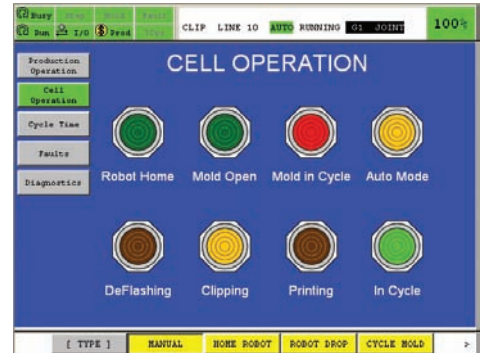 Busy
Run I/O Prod
CLIP LINE 10 AUTO RUNNING G1 JOINT
100%
CELL OPERATION
Production
Operation
Cell
Operation
Cycle Time
Faults
Diagnostics
Robot Home Mold Open Mold in Cycle Auto Mode
DeFlashing Clipping Printing In Cycle
[ TYPE ] MANUAL HOME ROBOT ROBOT DROP CYCLE MOLD >